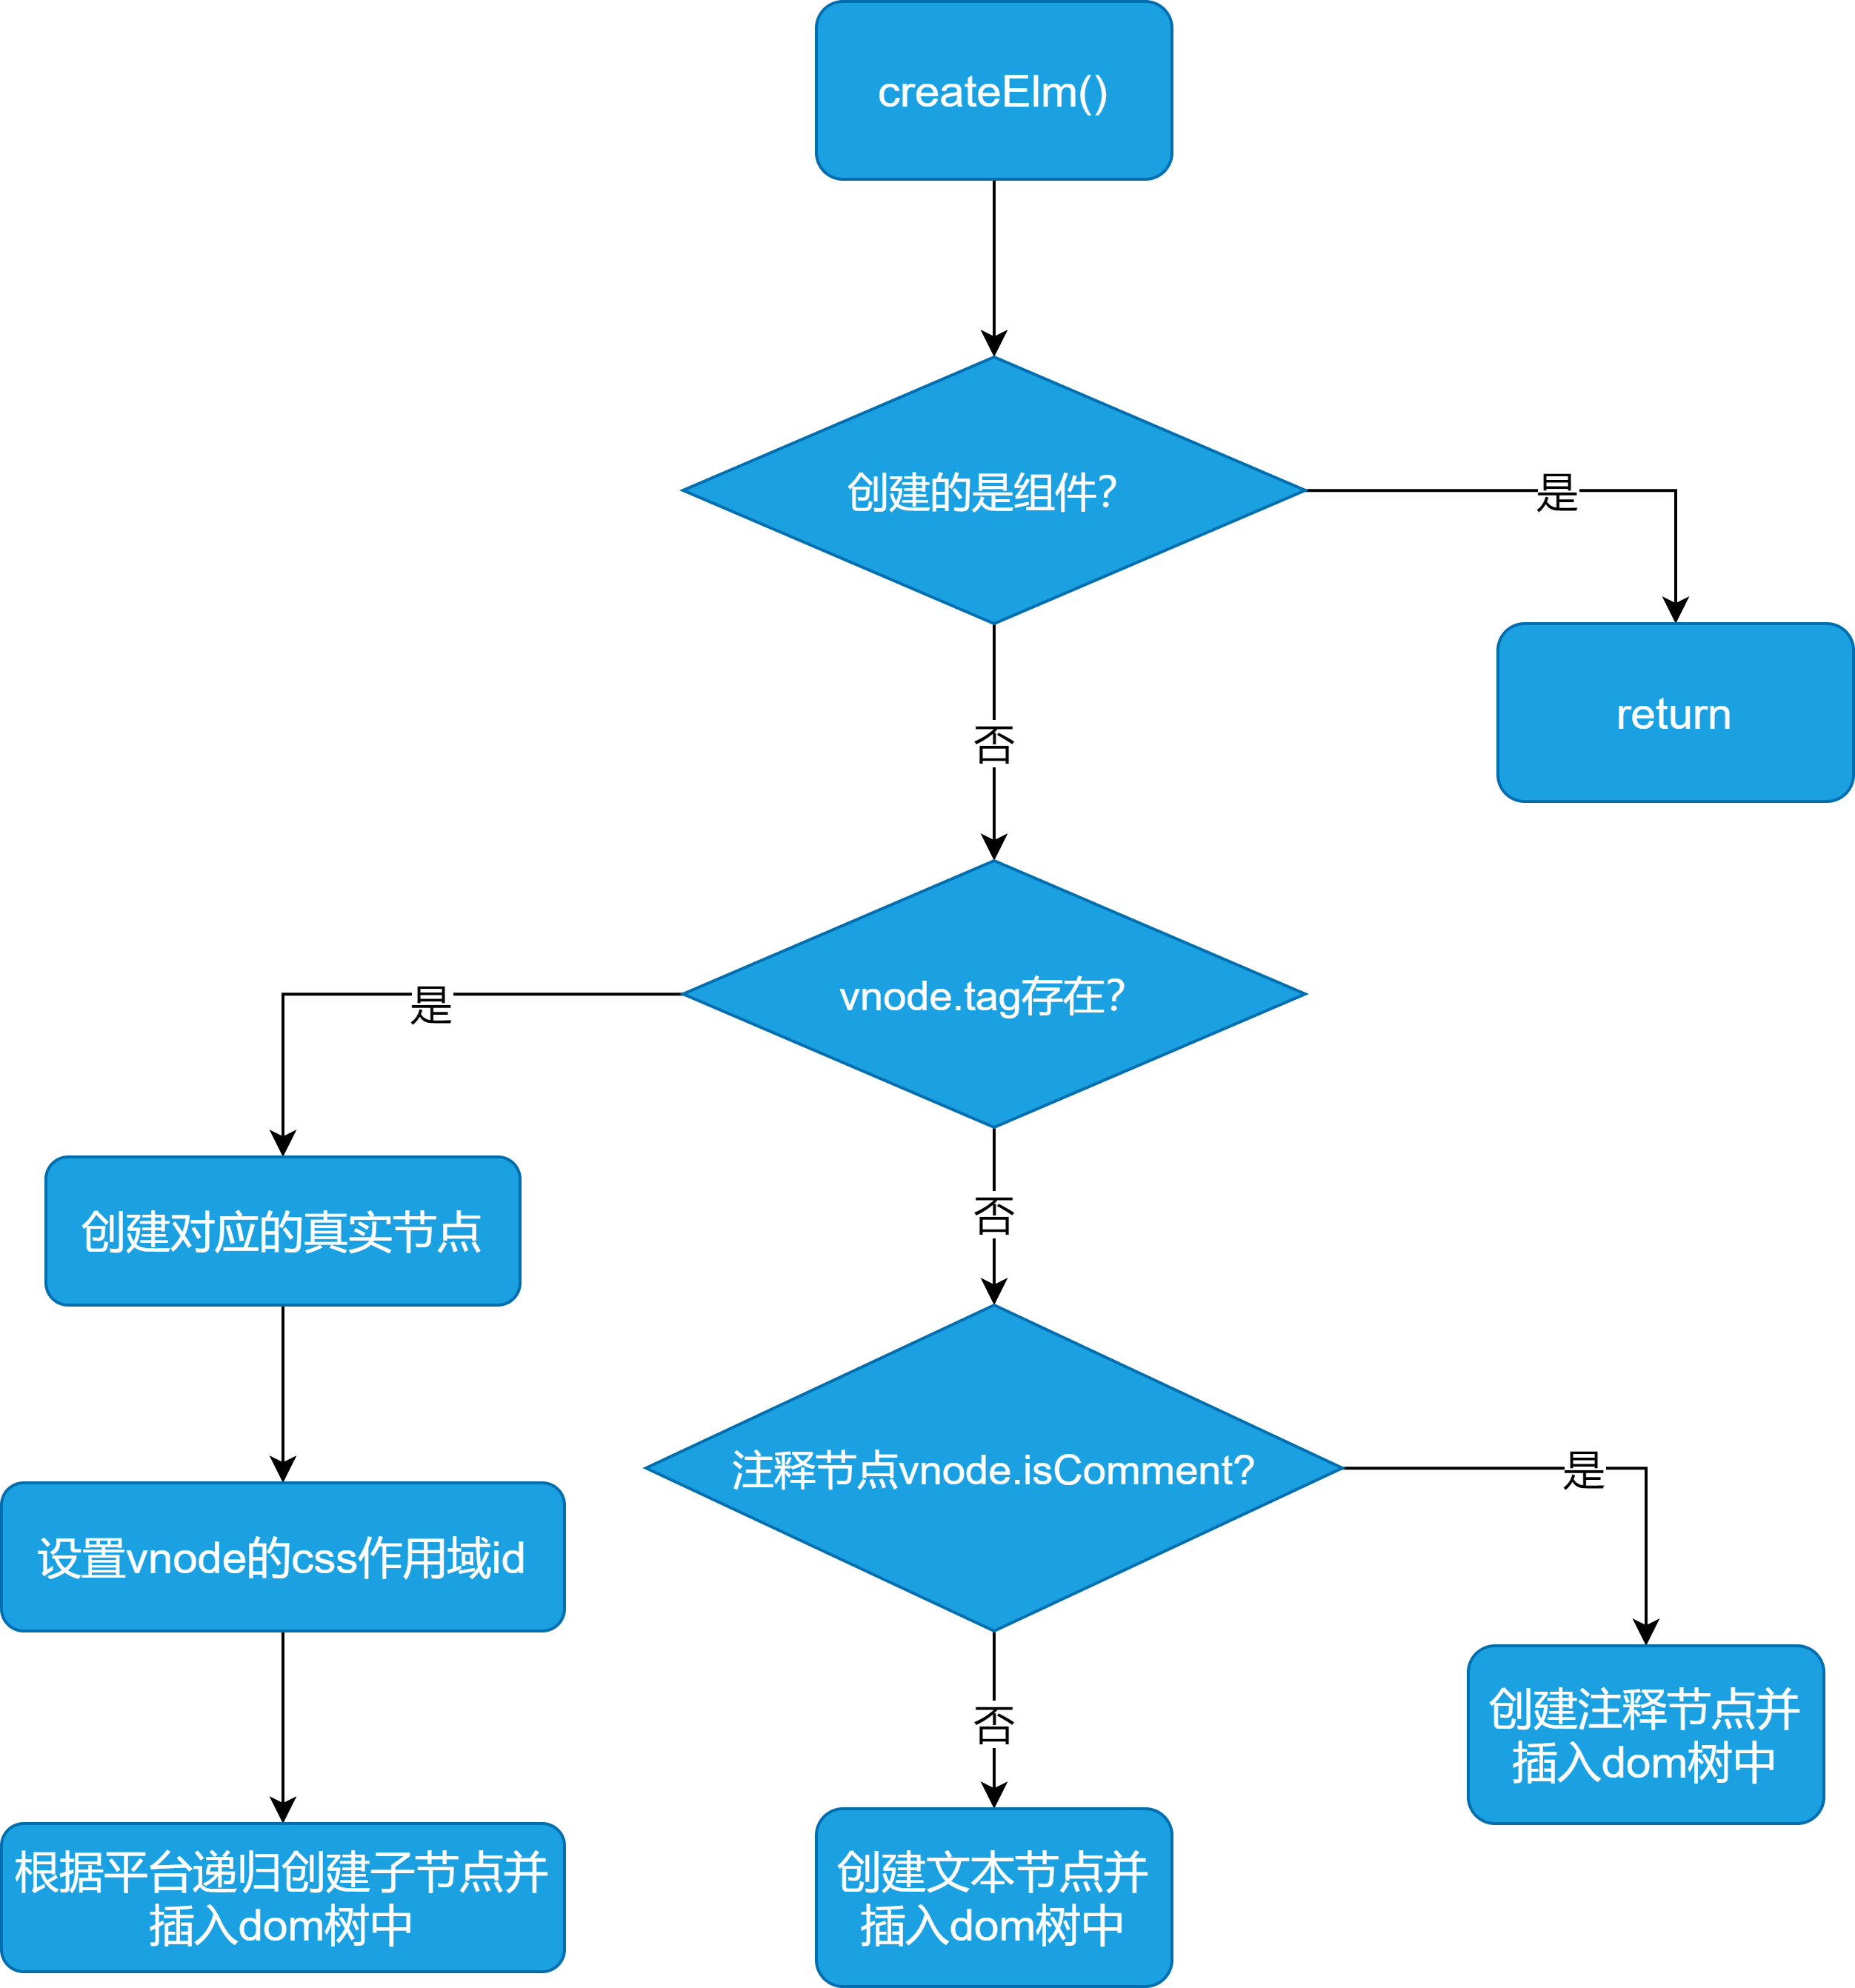 createElm()
创建的是组件？
是
return
否
vnode.tag存在？
是
否
创建对应的真实节点
注释节点vnode.isComment?
是
设置vnode的css作用域id
否
创建注释节点并
插入dom树中
根据平台递归创建子节点并
插入dom树中
创建文本节点并
插入dom树中